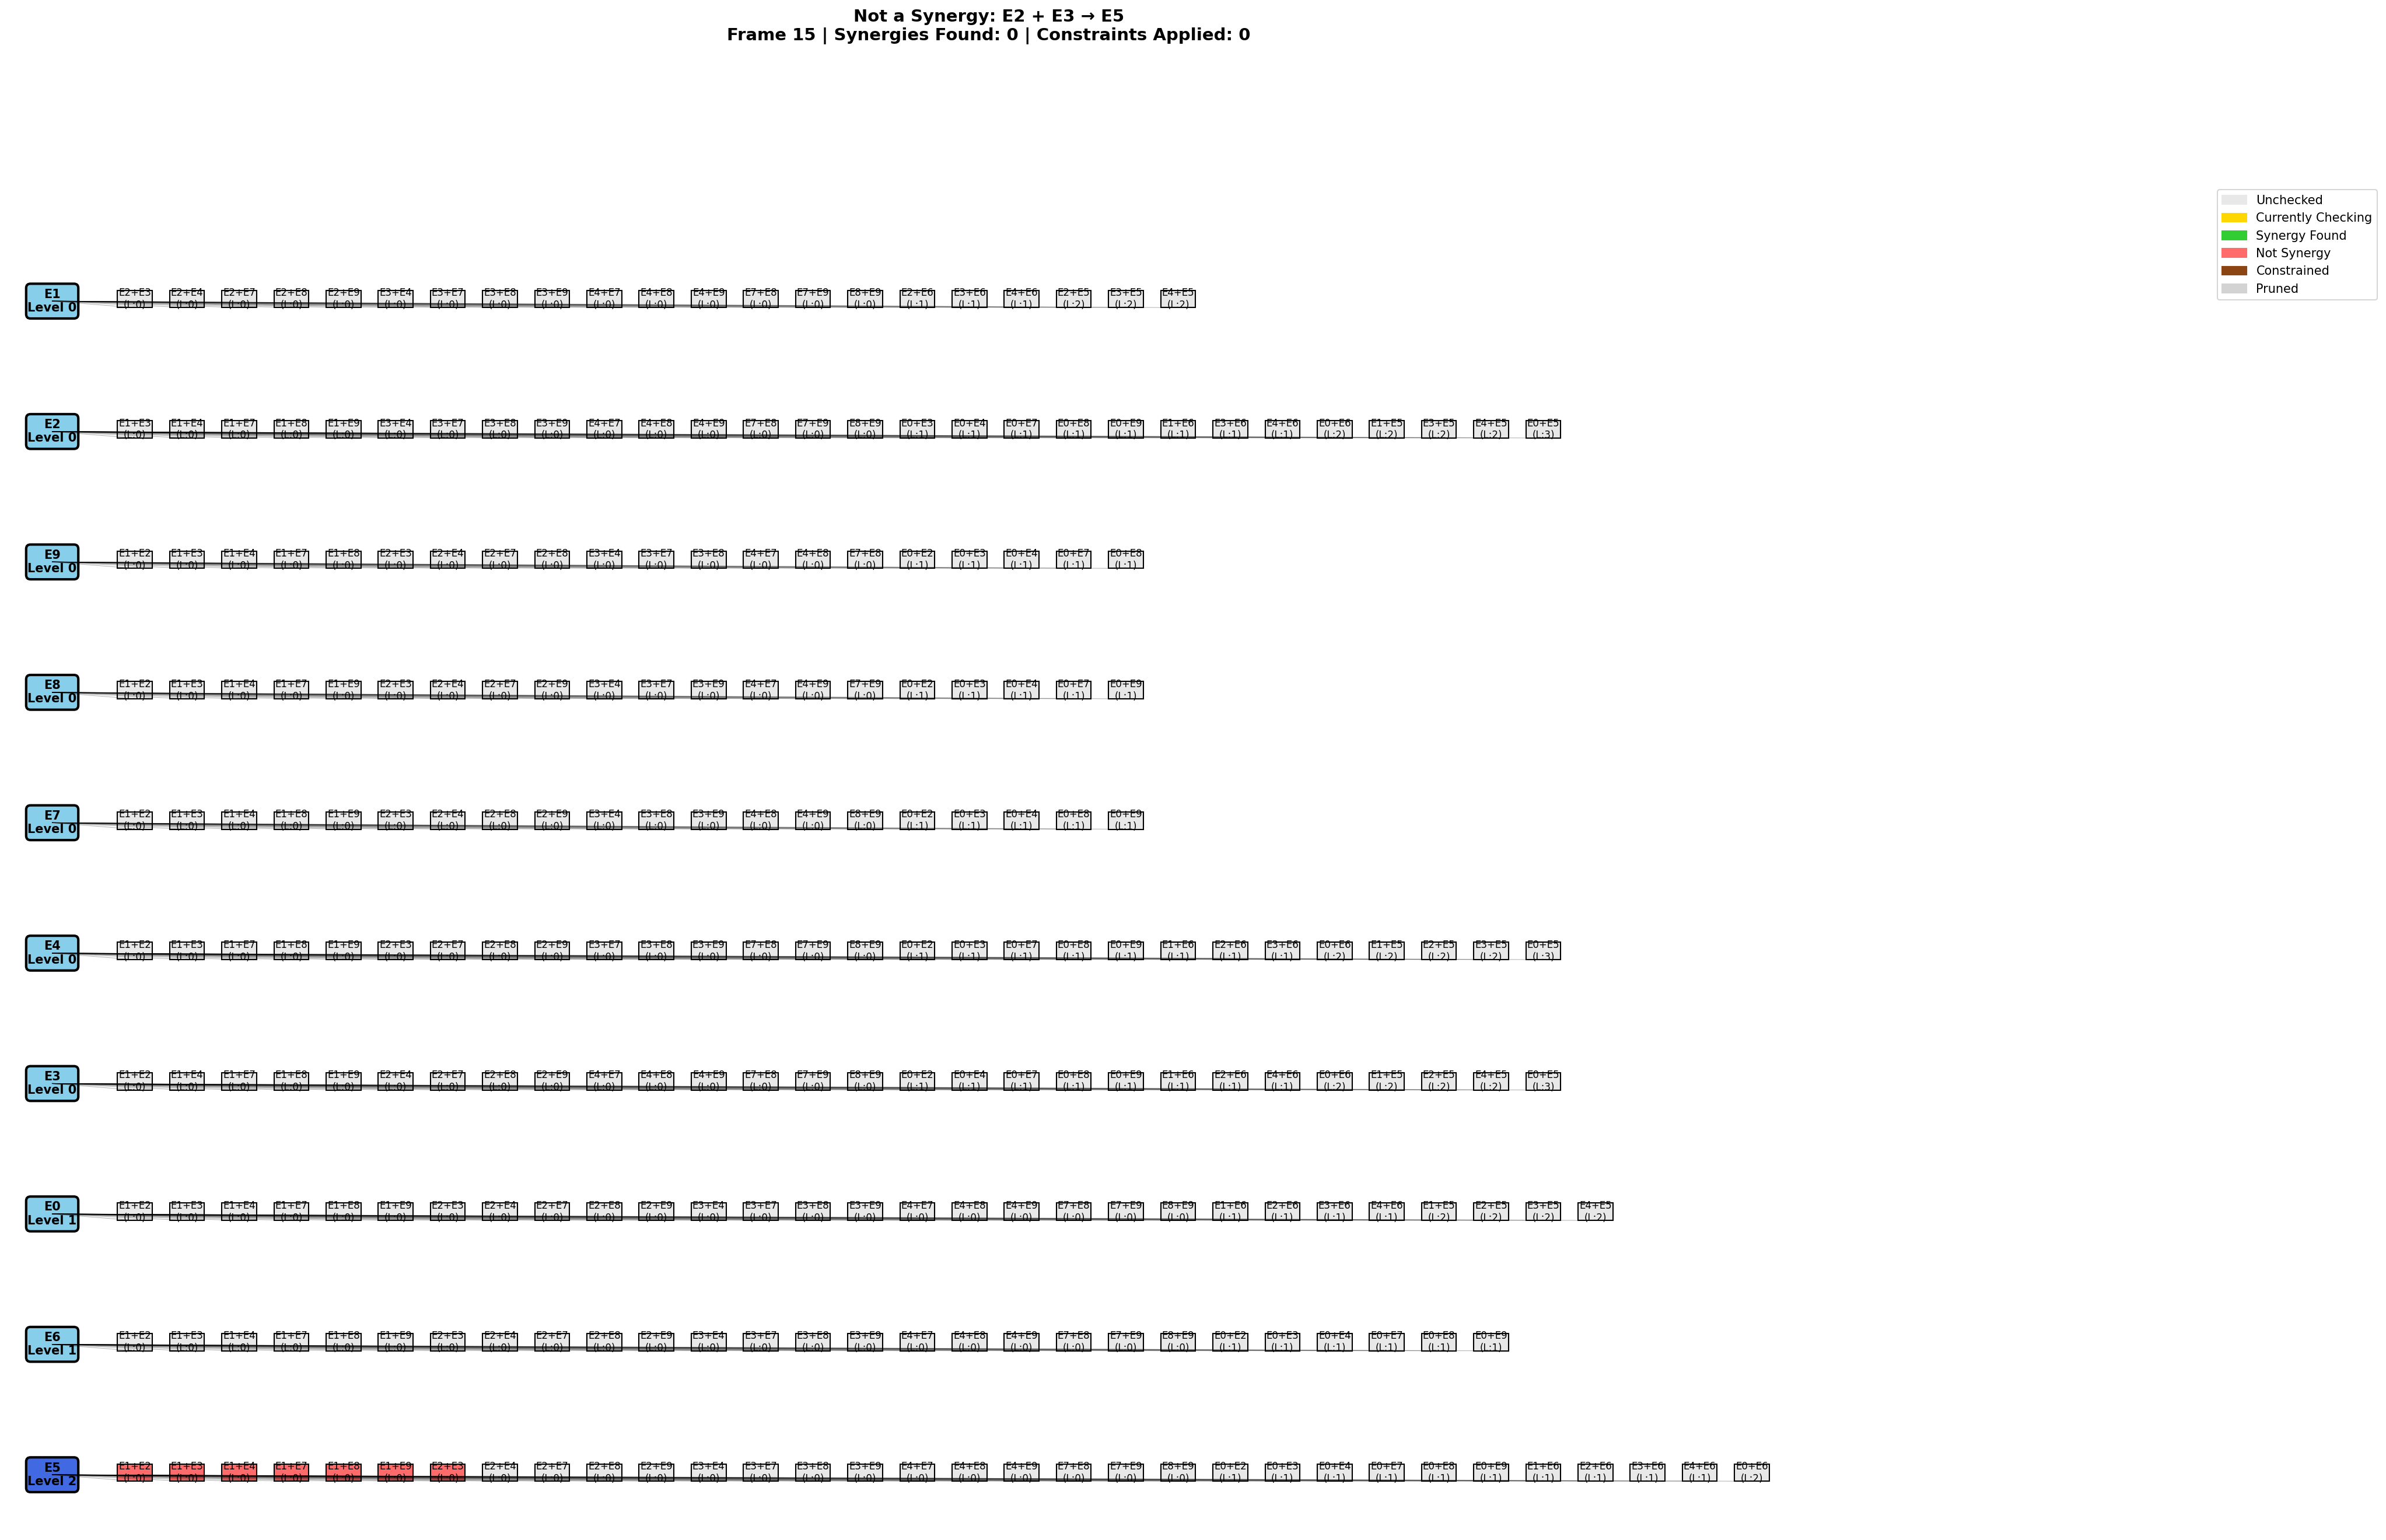 Not a Synergy: E2 + E3 → E5
Frame 15 | Synergies Found: 0 | Constraints Applied: 0
Unchecked
Currently Checking
Synergy Found
Not Synergy
Constrained
Pruned
E1 E2+E3 E2+E4 E2+E7 E2+E8 E2+E9 E3+E4 E3+E7 E3+E8 E3+E9 E4+E7 E4+E8 E4+E9 E7+E8 E7+E9 E8+E9 E2+E6 E3+E6 E4+E6 E2+E5 E3+E5 E4+E5
Level 0 (L:0) (L:0) (L:0) (L:0) (L:0) (L:0) (L:0) (L:0) (L:0) (L:0) (L:0) (L:0) (L:0) (L:0) (L:0) (L:1) (L:1) (L:1) (L:2) (L:2) (L:2)
E2 E1+E3 E1+E4 E1+E7 E1+E8 E1+E9 E3+E4 E3+E7 E3+E8 E3+E9 E4+E7 E4+E8 E4+E9 E7+E8 E7+E9 E8+E9 E0+E3 E0+E4 E0+E7 E0+E8 E0+E9 E1+E6 E3+E6 E4+E6 E0+E6 E1+E5 E3+E5 E4+E5 E0+E5
Level 0 (L:0) (L:0) (L:0) (L:0) (L:0) (L:0) (L:0) (L:0) (L:0) (L:0) (L:0) (L:0) (L:0) (L:0) (L:0) (L:1) (L:1) (L:1) (L:1) (L:1) (L:1) (L:1) (L:1) (L:2) (L:2) (L:2) (L:2) (L:3)
E9 E1+E2 E1+E3 E1+E4 E1+E7 E1+E8 E2+E3 E2+E4 E2+E7 E2+E8 E3+E4 E3+E7 E3+E8 E4+E7 E4+E8 E7+E8 E0+E2 E0+E3 E0+E4 E0+E7 E0+E8
Level 0 (L:0) (L:0) (L:0) (L:0) (L:0) (L:0) (L:0) (L:0) (L:0) (L:0) (L:0) (L:0) (L:0) (L:0) (L:0) (L:1) (L:1) (L:1) (L:1) (L:1)
E8 E1+E2 E1+E3 E1+E4 E1+E7 E1+E9 E2+E3 E2+E4 E2+E7 E2+E9 E3+E4 E3+E7 E3+E9 E4+E7 E4+E9 E7+E9 E0+E2 E0+E3 E0+E4 E0+E7 E0+E9
Level 0 (L:0) (L:0) (L:0) (L:0) (L:0) (L:0) (L:0) (L:0) (L:0) (L:0) (L:0) (L:0) (L:0) (L:0) (L:0) (L:1) (L:1) (L:1) (L:1) (L:1)
E7 E1+E2 E1+E3 E1+E4 E1+E8 E1+E9 E2+E3 E2+E4 E2+E8 E2+E9 E3+E4 E3+E8 E3+E9 E4+E8 E4+E9 E8+E9 E0+E2 E0+E3 E0+E4 E0+E8 E0+E9
Level 0 (L:0) (L:0) (L:0) (L:0) (L:0) (L:0) (L:0) (L:0) (L:0) (L:0) (L:0) (L:0) (L:0) (L:0) (L:0) (L:1) (L:1) (L:1) (L:1) (L:1)
E4 E1+E2 E1+E3 E1+E7 E1+E8 E1+E9 E2+E3 E2+E7 E2+E8 E2+E9 E3+E7 E3+E8 E3+E9 E7+E8 E7+E9 E8+E9 E0+E2 E0+E3 E0+E7 E0+E8 E0+E9 E1+E6 E2+E6 E3+E6 E0+E6 E1+E5 E2+E5 E3+E5 E0+E5
Level 0 (L:0) (L:0) (L:0) (L:0) (L:0) (L:0) (L:0) (L:0) (L:0) (L:0) (L:0) (L:0) (L:0) (L:0) (L:0) (L:1) (L:1) (L:1) (L:1) (L:1) (L:1) (L:1) (L:1) (L:2) (L:2) (L:2) (L:2) (L:3)
E3 E1+E2 E1+E4 E1+E7 E1+E8 E1+E9 E2+E4 E2+E7 E2+E8 E2+E9 E4+E7 E4+E8 E4+E9 E7+E8 E7+E9 E8+E9 E0+E2 E0+E4 E0+E7 E0+E8 E0+E9 E1+E6 E2+E6 E4+E6 E0+E6 E1+E5 E2+E5 E4+E5 E0+E5
Level 0 (L:0) (L:0) (L:0) (L:0) (L:0) (L:0) (L:0) (L:0) (L:0) (L:0) (L:0) (L:0) (L:0) (L:0) (L:0) (L:1) (L:1) (L:1) (L:1) (L:1) (L:1) (L:1) (L:1) (L:2) (L:2) (L:2) (L:2) (L:3)
E0 E1+E2 E1+E3 E1+E4 E1+E7 E1+E8 E1+E9 E2+E3 E2+E4 E2+E7 E2+E8 E2+E9 E3+E4 E3+E7 E3+E8 E3+E9 E4+E7 E4+E8 E4+E9 E7+E8 E7+E9 E8+E9 E1+E6 E2+E6 E3+E6 E4+E6 E1+E5 E2+E5 E3+E5 E4+E5
Level 1 (L:0) (L:0) (L:0) (L:0) (L:0) (L:0) (L:0) (L:0) (L:0) (L:0) (L:0) (L:0) (L:0) (L:0) (L:0) (L:0) (L:0) (L:0) (L:0) (L:0) (L:0) (L:1) (L:1) (L:1) (L:1) (L:2) (L:2) (L:2) (L:2)
E6 E1+E2 E1+E3 E1+E4 E1+E7 E1+E8 E1+E9 E2+E3 E2+E4 E2+E7 E2+E8 E2+E9 E3+E4 E3+E7 E3+E8 E3+E9 E4+E7 E4+E8 E4+E9 E7+E8 E7+E9 E8+E9 E0+E2 E0+E3 E0+E4 E0+E7 E0+E8 E0+E9
Level 1 (L:0) (L:0) (L:0) (L:0) (L:0) (L:0) (L:0) (L:0) (L:0) (L:0) (L:0) (L:0) (L:0) (L:0) (L:0) (L:0) (L:0) (L:0) (L:0) (L:0) (L:0) (L:1) (L:1) (L:1) (L:1) (L:1) (L:1)
E5 E1+E2 E1+E3 E1+E4 E1+E7 E1+E8 E1+E9 E2+E3 E2+E4 E2+E7 E2+E8 E2+E9 E3+E4 E3+E7 E3+E8 E3+E9 E4+E7 E4+E8 E4+E9 E7+E8 E7+E9 E8+E9 E0+E2 E0+E3 E0+E4 E0+E7 E0+E8 E0+E9 E1+E6 E2+E6 E3+E6 E4+E6 E0+E6
Level 2 (L:0) (L:0) (L:0) (L:0) (L:0) (L:0) (L:0) (L:0) (L:0) (L:0) (L:0) (L:0) (L:0) (L:0) (L:0) (L:0) (L:0) (L:0) (L:0) (L:0) (L:0) (L:1) (L:1) (L:1) (L:1) (L:1) (L:1) (L:1) (L:1) (L:1) (L:1) (L:2)